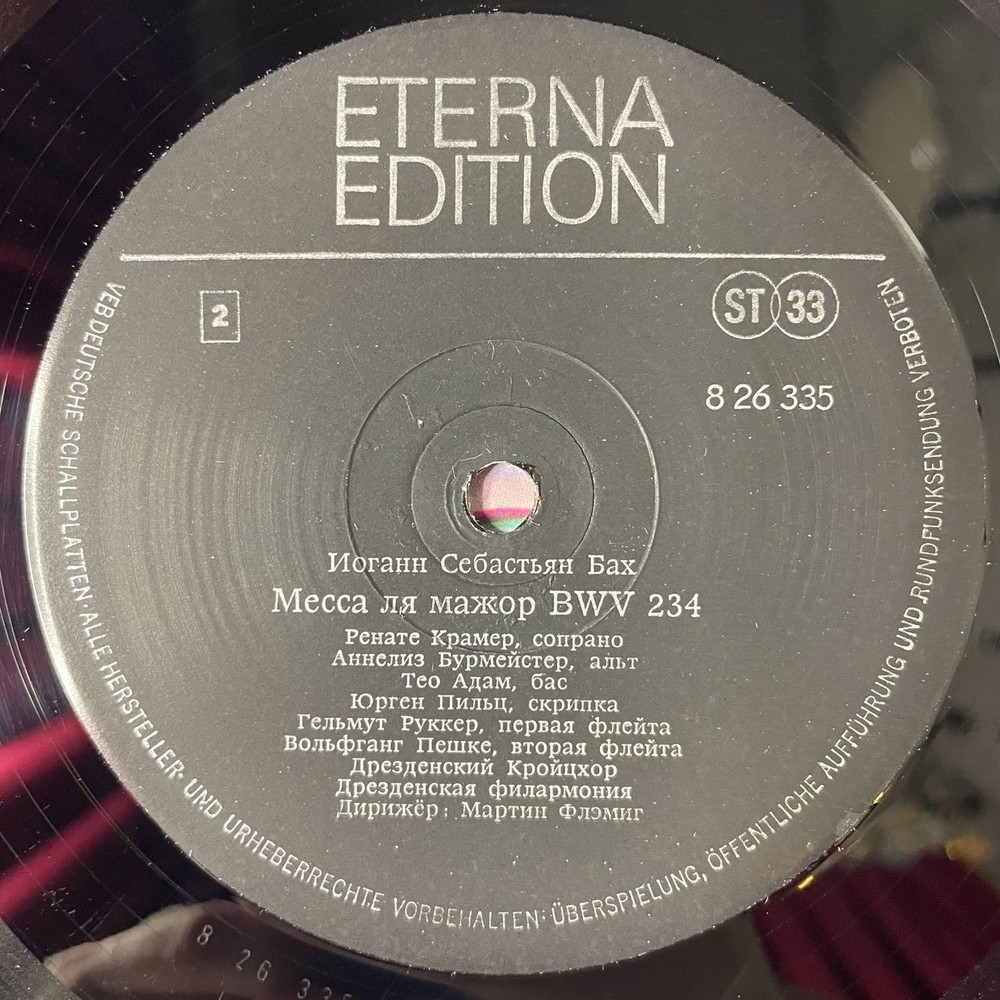 ETERNA
EDITION
2
ST 33
8 26 335
Иоганн Себастьян Бах
Месса ля мажор BWV 234
Ренате Крамер, сопрано
Аннелиз Бурмейстер, альт
Тео Адам, бас
Юрген Пильц, скрипка
Гельмут Руккер, первая флейта
Вольфганг Пешке, вторая флейта
Дрезденский Кройцхор
Дрезденская филармония
Дирижёр: Мартин Флэмиг
VEB DEUTSCHE SCHALLPLATTEN · ALLE HERSTELLER- UND URHEBERRECHTE VORBEHALTEN: ÜBERSPIELUNG, ÖFFENTLICHE AUFFÜHRUNG UND RUNDFUNKSENDUNG VERBOTEN
8 26 335